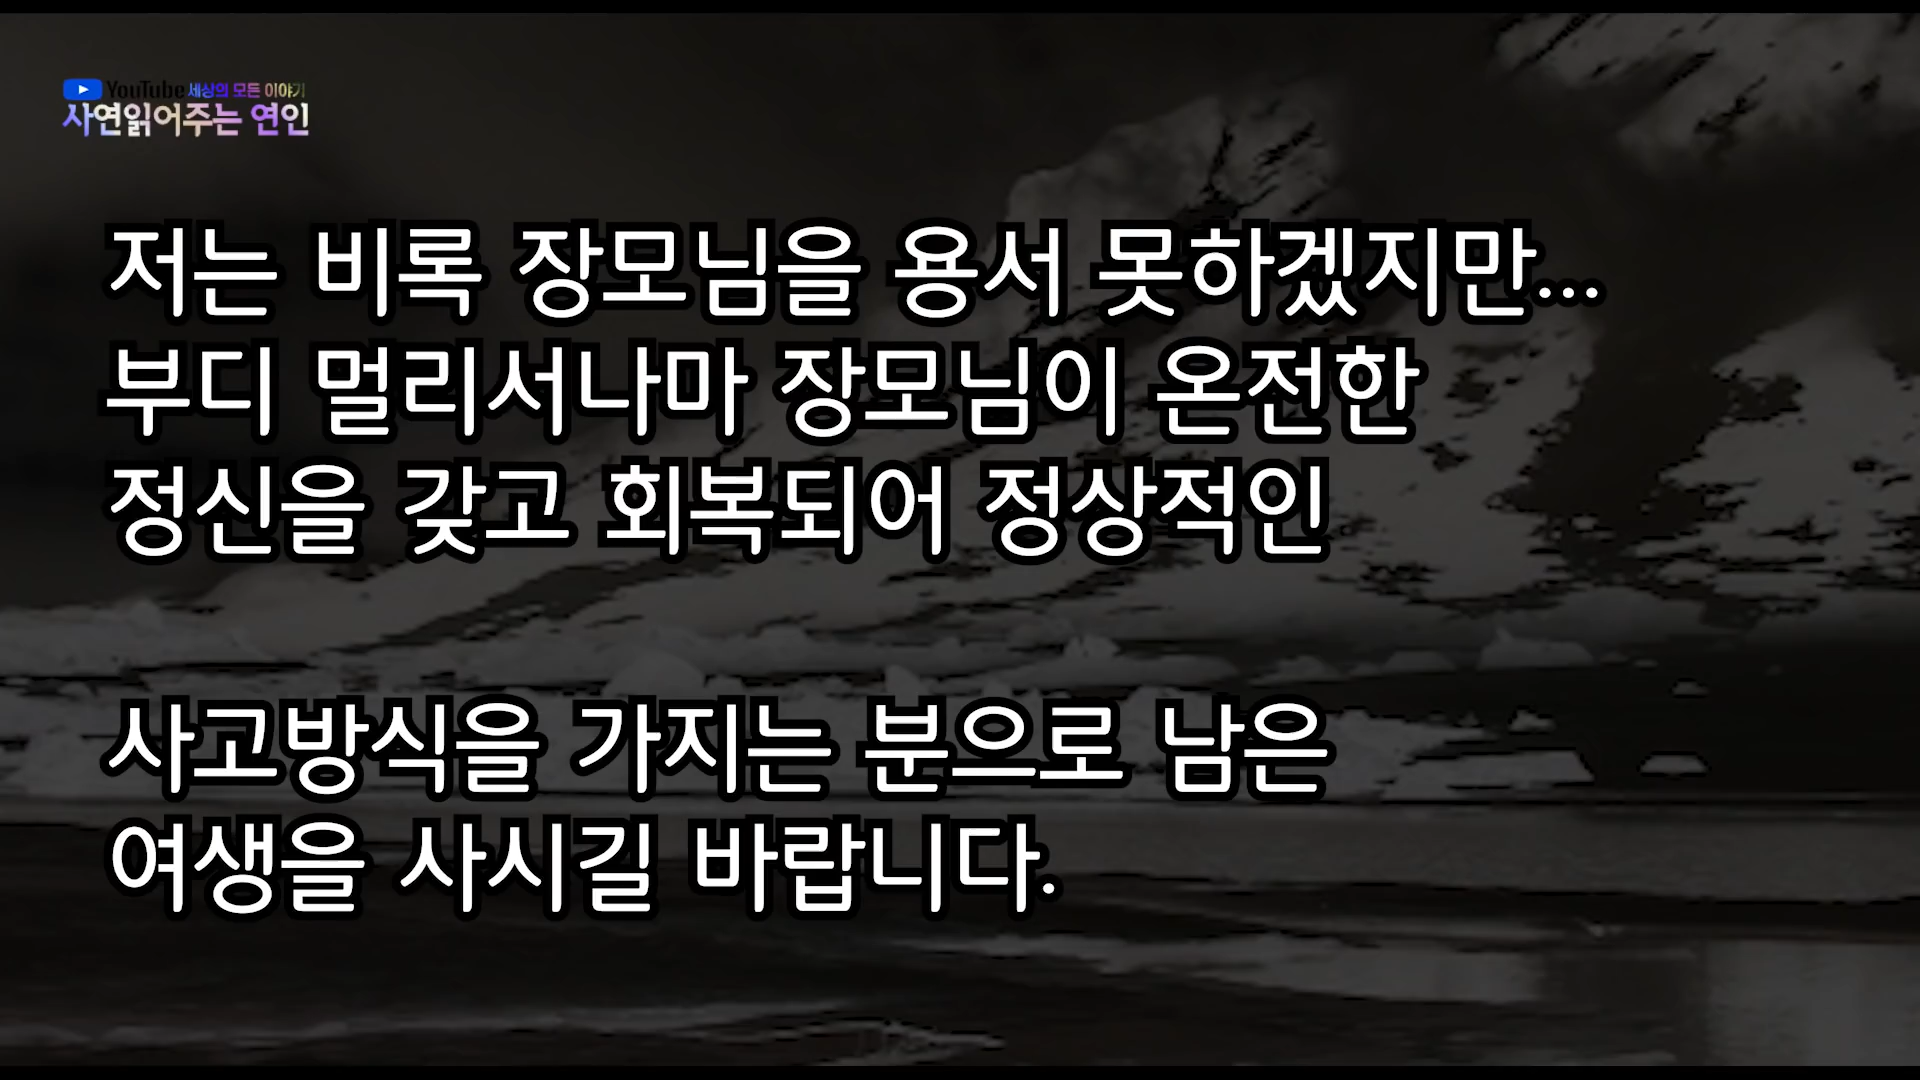 YouTube 세상의 모든 이야기
사연읽어주는 연인
저는 비록 장모님을 용서 못하겠지만...
부디 멀리서나마 장모님이 온전한
정신을 갖고 회복되어 정상적인
사고방식을 가지는 분으로 남은
여생을 사시길 바랍니다.